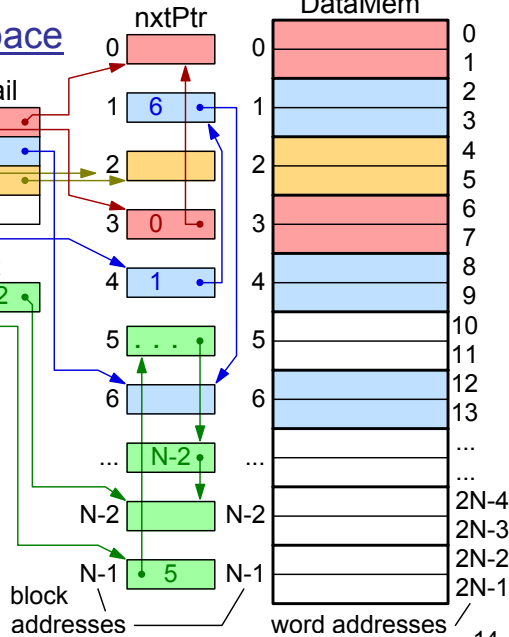 DataMem
nxtPtr
pace
ail
0 0 0
1
1 6 1 2
3
2 2 4
5
3 0 3 6
7
4 1 4 8
9
2
5 . . . 5 10
11
6 6 12
13
... N-2 ... ...
...
N-2 N-2 2N-4
2N-3
N-1 5 N-1 2N-2
2N-1
block
addresses word addresses
14